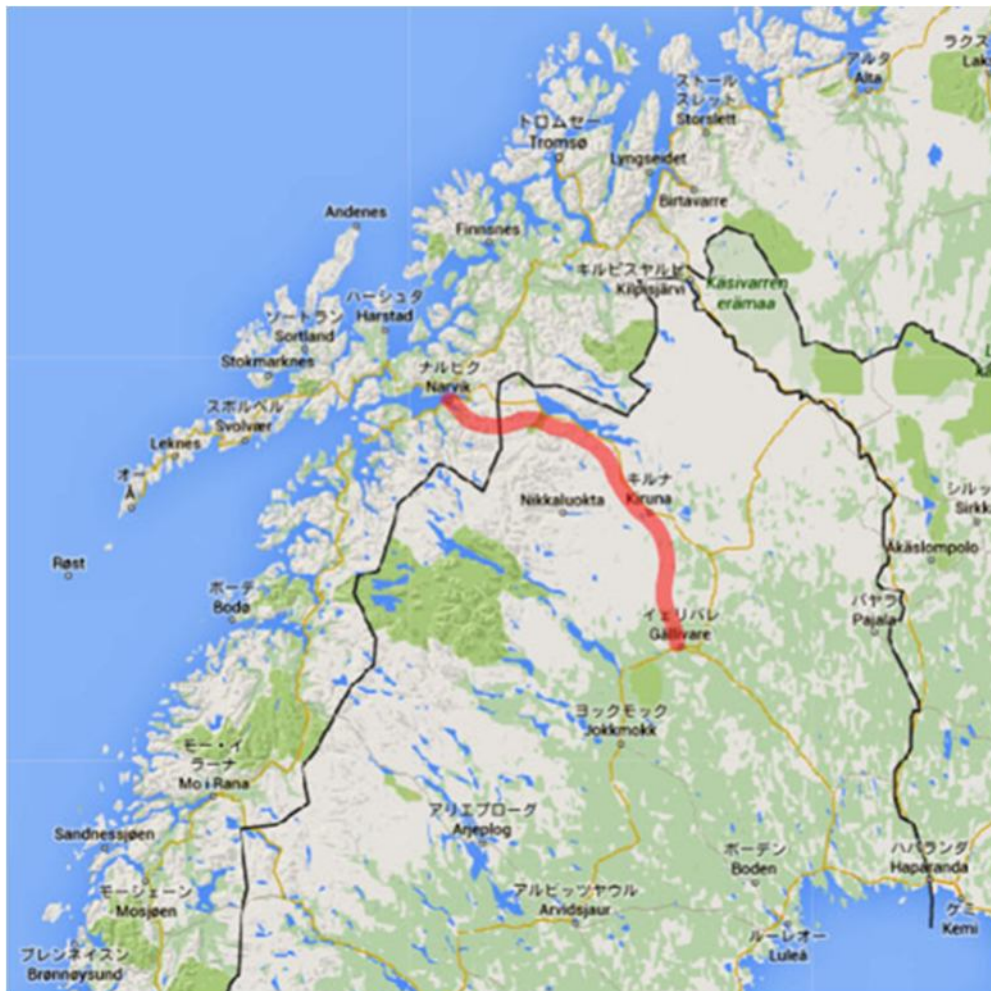 ラクス
Lak
アルタ
Alta
ストール
スレット
Storslett
トロムセー
Tromsø
Lyngseidet
Birtavarre
Andenes
Finnsnes
キルピスヤルビ
Kilpisjärvi
Käsivarren
erämaa
ハーシュタ
Harstad
ソートラン
Sortland
Stokmarknes
ナルビク
Narvik
スボルベル
Svolvær
Leknes
オー
Å
キルナ
Kiruna
Nikkaluokta
シルッ
Sirkk
Äkäslompolo
Røst
ボーデ
Bodø
パヤラ
Pajala
イェリバレ
Gällivare
ヨックモック
Jokkmokk
モー・イ
ラーナ
Mo i Rana
アリエプローグ
Arjeplog
Sandnessjøen
ボーデン
Boden
ハパランダ
Haparanda
モーシェーン
Mosjøen
アルビッツヤウル
Arvidsjaur
ケミ
Kemi
ルーレオー
Luleå
ブレンネイスン
Brønnøysund